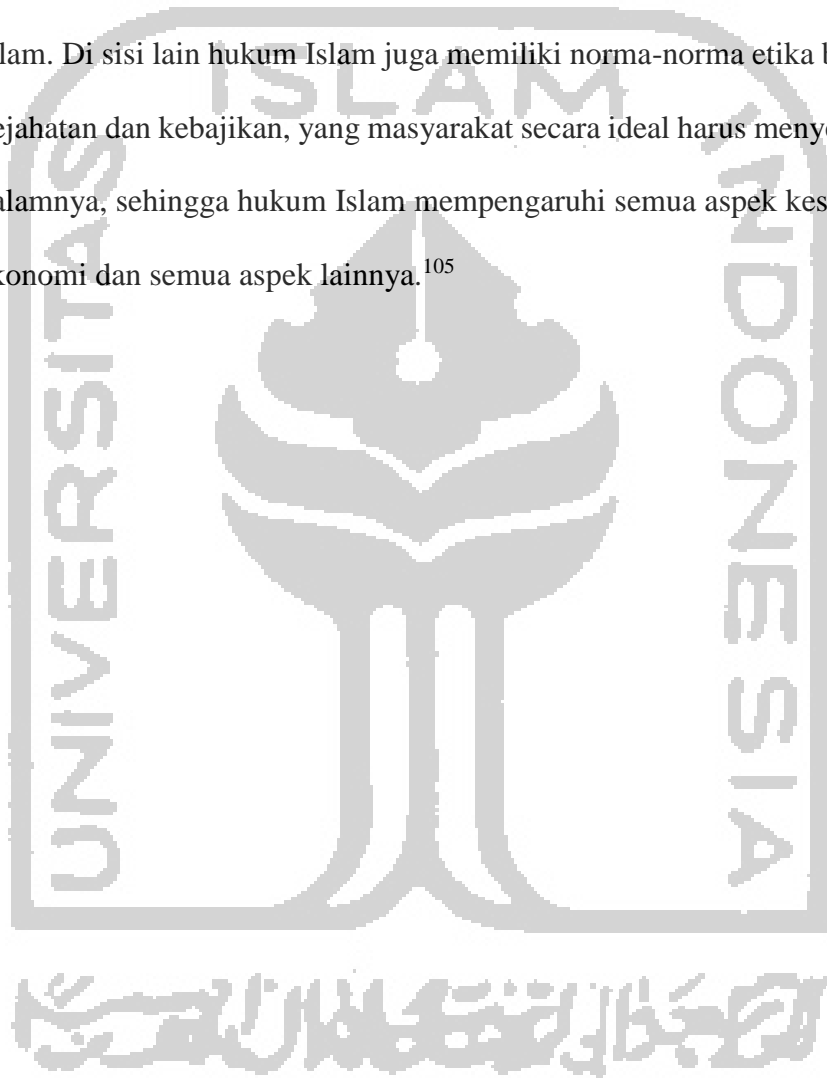 lam. Di sisi lain hukum Islam juga memiliki norma-norma etika b
ejahatan dan kebajikan, yang masyarakat secara ideal harus menye
alamnya, sehingga hukum Islam mempengaruhi semua aspek kes
konomi dan semua aspek lainnya.105
UNIVERSITAS
ISLAM
INDONESIA